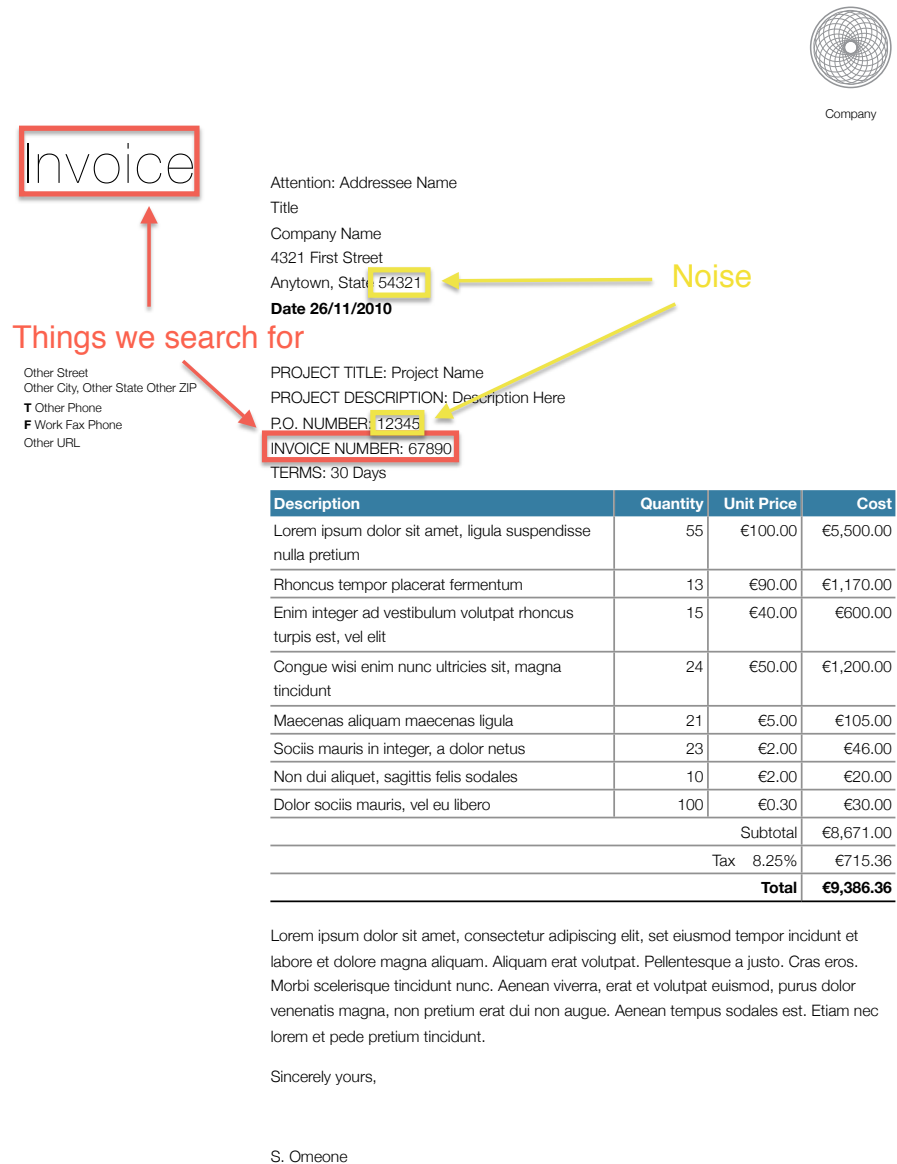 Company
Invoice
Attention: Addressee Name
Title
Company Name
4321 First Street
Anytown, State 54321
Noise
Date 26/11/2010
Things we search for
Other Street
Other City, Other State Other ZIP
T Other Phone
F Work Fax Phone
Other URL
PROJECT TITLE: Project Name
PROJECT DESCRIPTION: Description Here
P.O. NUMBER: 12345
INVOICE NUMBER: 67890
TERMS: 30 Days
Description Quantity Unit Price Cost
Lorem ipsum dolor sit amet, ligula suspendisse 55 €100.00 €5,500.00
nulla pretium
Rhoncus tempor placerat fermentum 13 €90.00 €1,170.00
Enim integer ad vestibulum volutpat rhoncus 15 €40.00 €600.00
turpis est, vel elit
Congue wisi enim nunc ultricies sit, magna 24 €50.00 €1,200.00
tincidunt
Maecenas aliquam maecenas ligula 21 €5.00 €105.00
Sociis mauris in integer, a dolor netus 23 €2.00 €46.00
Non dui aliquet, sagittis felis sodales 10 €2.00 €20.00
Dolor sociis mauris, vel eu libero 100 €0.30 €30.00
Subtotal €8,671.00
Tax 8.25% €715.36
Total €9,386.36
Lorem ipsum dolor sit amet, consectetur adipiscing elit, set eiusmod tempor incidunt et
labore et dolore magna aliquam. Aliquam erat volutpat. Pellentesque a justo. Cras eros.
Morbi scelerisque tincidunt nunc. Aenean viverra, erat et volutpat euismod, purus dolor
venenatis magna, non pretium erat dui non augue. Aenean tempus sodales est. Etiam nec
lorem et pede pretium tincidunt.
Sincerely yours,
S. Omeone